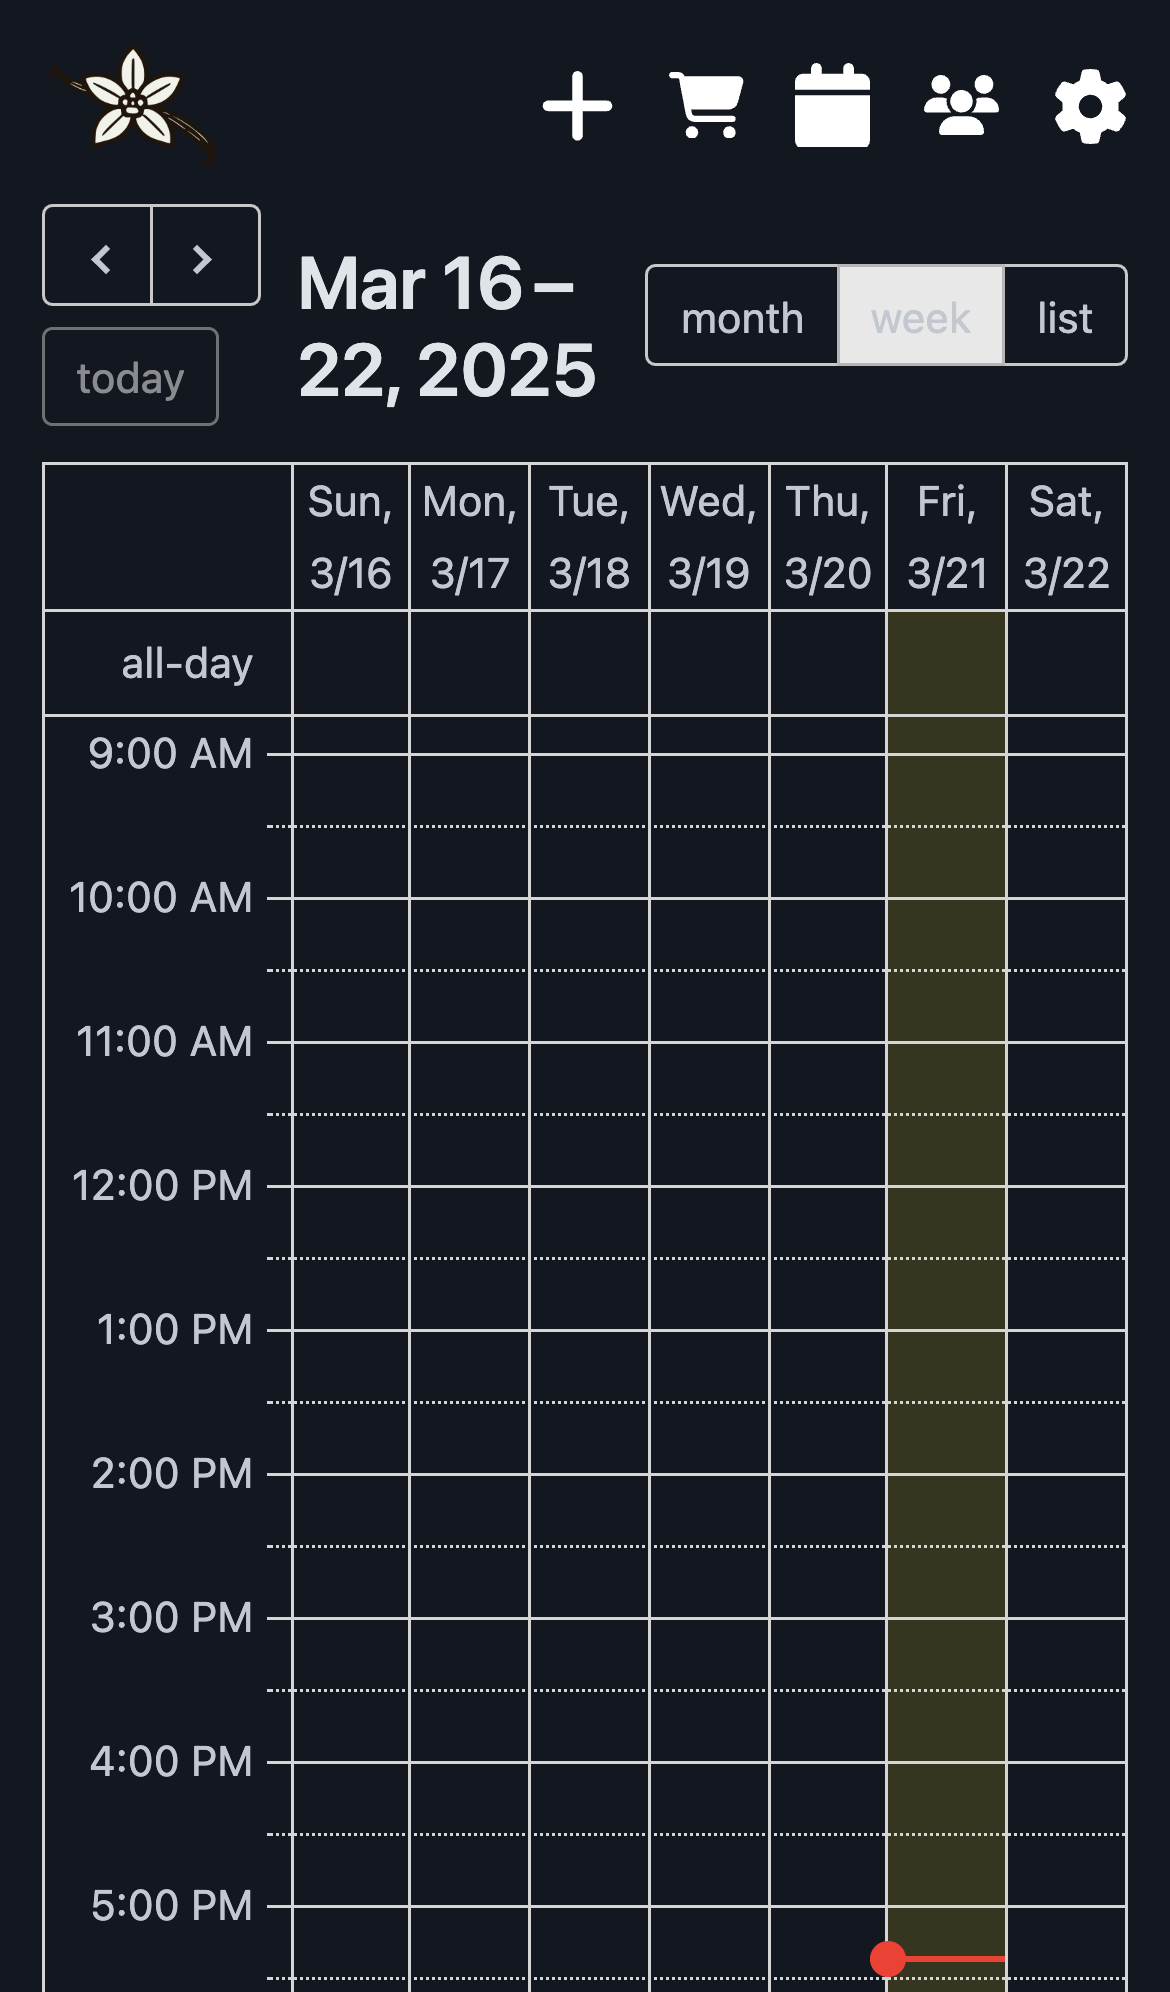 Mar 16 –
22, 2025
today
month week list
Sun, Mon, Tue, Wed, Thu, Fri, Sat,
3/16 3/17 3/18 3/19 3/20 3/21 3/22
all-day
9:00 AM
10:00 AM
11:00 AM
12:00 PM
1:00 PM
2:00 PM
3:00 PM
4:00 PM
5:00 PM